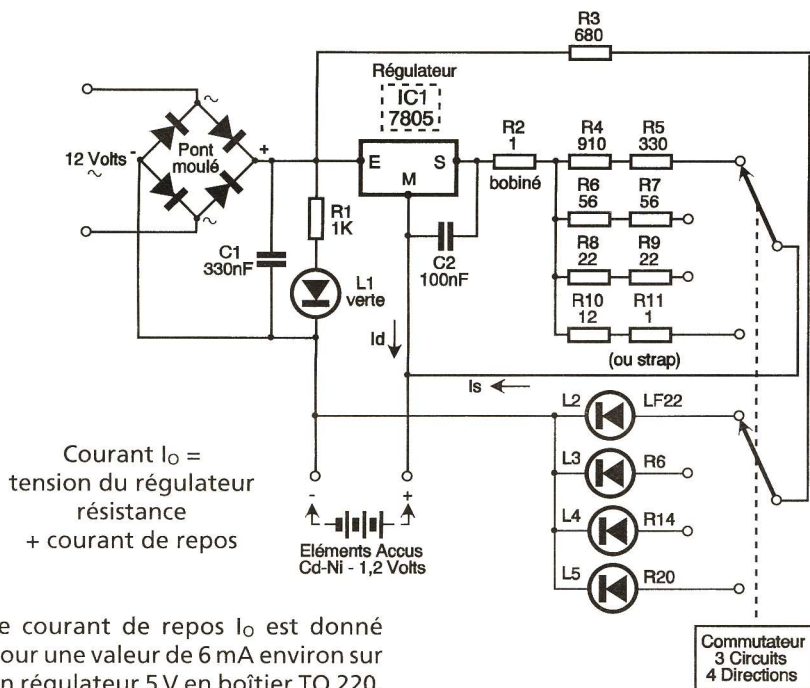 R3
680
Régulateur
IC1
7805
E
S
M
12 Volts
~
-
+
~
~
Pont
moulé
R1
1K
C1
330nF
L1
verte
C2
100nF
R2
1
bobiné
R4
910
R5
330
R6
56
R7
56
R8
22
R9
22
R10
12
R11
1
(ou strap)
Id
Is
L2
LF22
L3
R6
L4
R14
L5
R20
-
+
Eléments Accus
Cd-Ni - 1,2 Volts
Courant IO =
tension du régulateur
résistance
+ courant de repos
e courant de repos IO est donné
our une valeur de 6 mA environ sur
n régulateur 5 V en boîtier TO 220.
Commutateur
3 Circuits
4 Directions